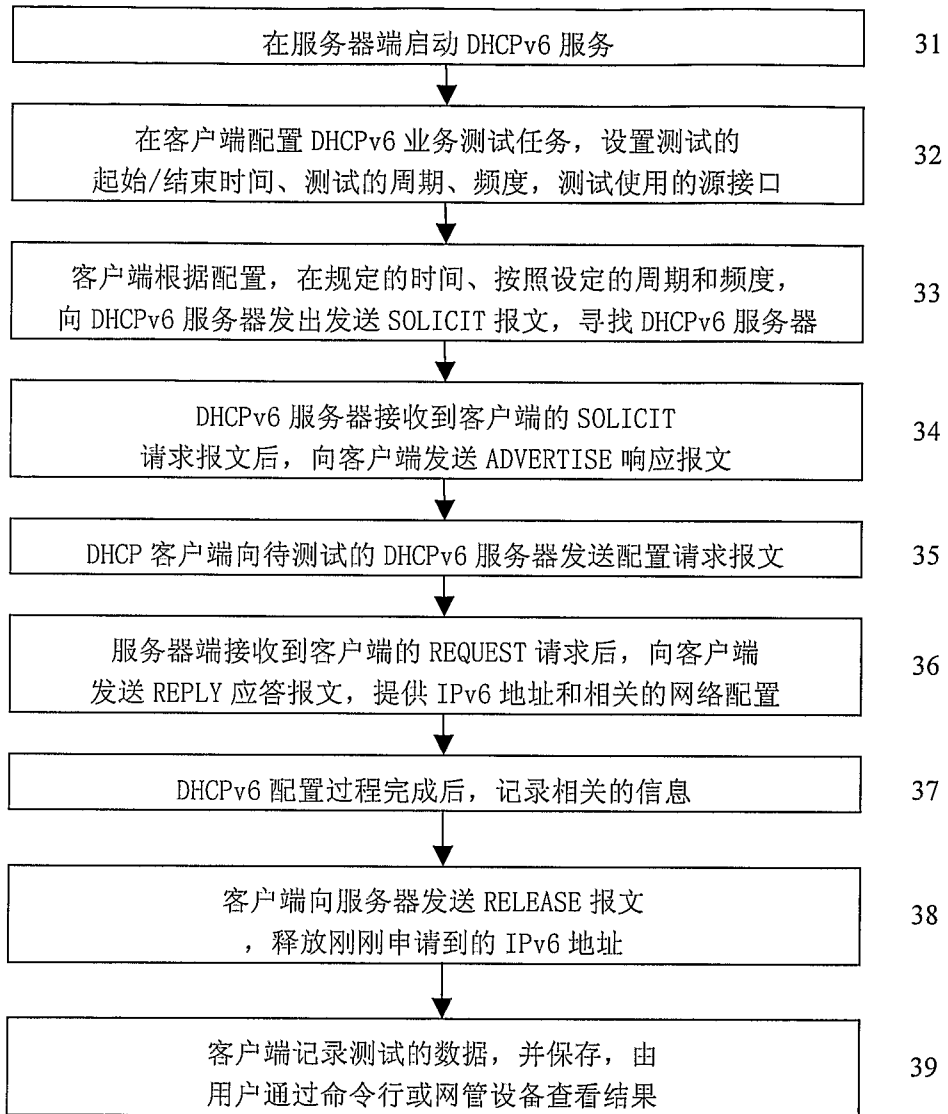 在服务器端启动 DHCPv6 服务
31
在客户端配置 DHCPv6 业务测试任务，设置测试的
起始/结束时间、测试的周期、频度，测试使用的源接口
32
客户端根据配置，在规定的时间、按照设定的周期和频度，
向 DHCPv6 服务器发出发送 SOLICIT 报文，寻找 DHCPv6 服务器
33
DHCPv6 服务器接收到客户端的 SOLICIT
请求报文后，向客户端发送 ADVERTISE 响应报文
34
DHCP 客户端向待测试的 DHCPv6 服务器发送配置请求报文
35
服务器端接收到客户端的 REQUEST 请求后，向客户端
发送 REPLY 应答报文，提供 IPv6 地址和相关的网络配置
36
DHCPv6 配置过程完成后，记录相关的信息
37
客户端向服务器发送 RELEASE 报文
，释放刚刚申请到的 IPv6 地址
38
客户端记录测试的数据，并保存，由
用户通过命令行或网管设备查看结果
39